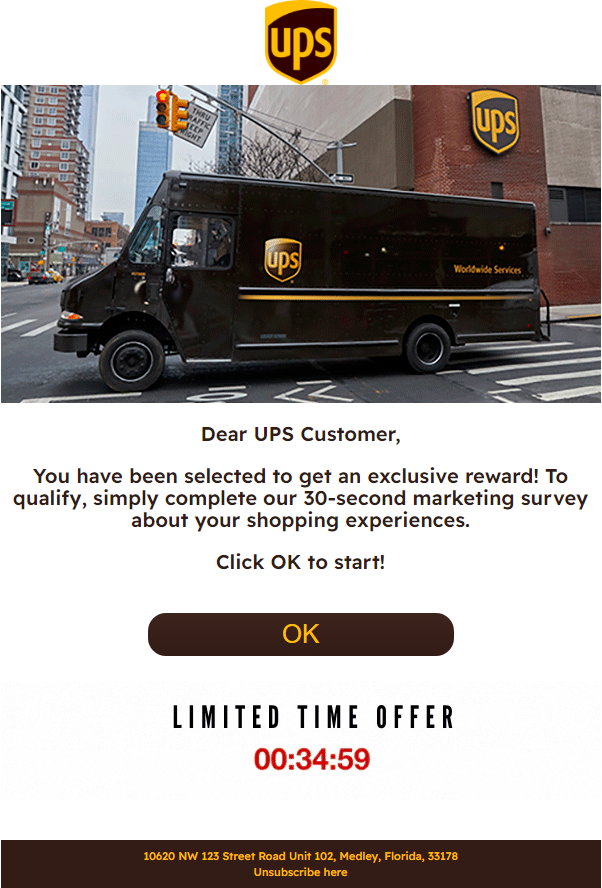 ups
THRU
TRAFFIC
KEEP
RIGHT
ups
ups
Worldwide Services
Dear UPS Customer,
You have been selected to get an exclusive reward! To
qualify, simply complete our 30-second marketing survey
about your shopping experiences.
Click OK to start!
OK
LIMITED TIME OFFER
00:34:59
10620 NW 123 Street Road Unit 102, Medley, Florida, 33178
Unsubscribe here